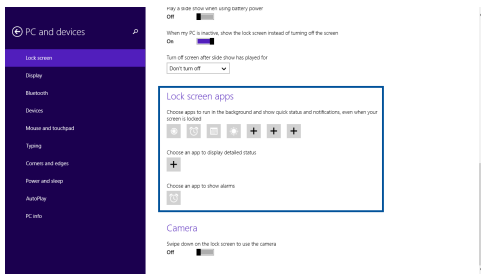 PC and devices
Lock screen
Display
Bluetooth
Devices
Mouse and touchpad
Typing
Corners and edges
Power and sleep
AutoPlay
PC info
Play a slide show when using battery power
Off
When my PC is inactive, show the lock screen instead of turning off the screen
On
Turn off screen after slide show has played for
Don't turn off
Lock screen apps
Choose apps to run in the background and show quick status and notifications, even when your
screen is locked
Choose an app to display detailed status
Choose an app to show alarms
Camera
Swipe down on the lock screen to use the camera
Off